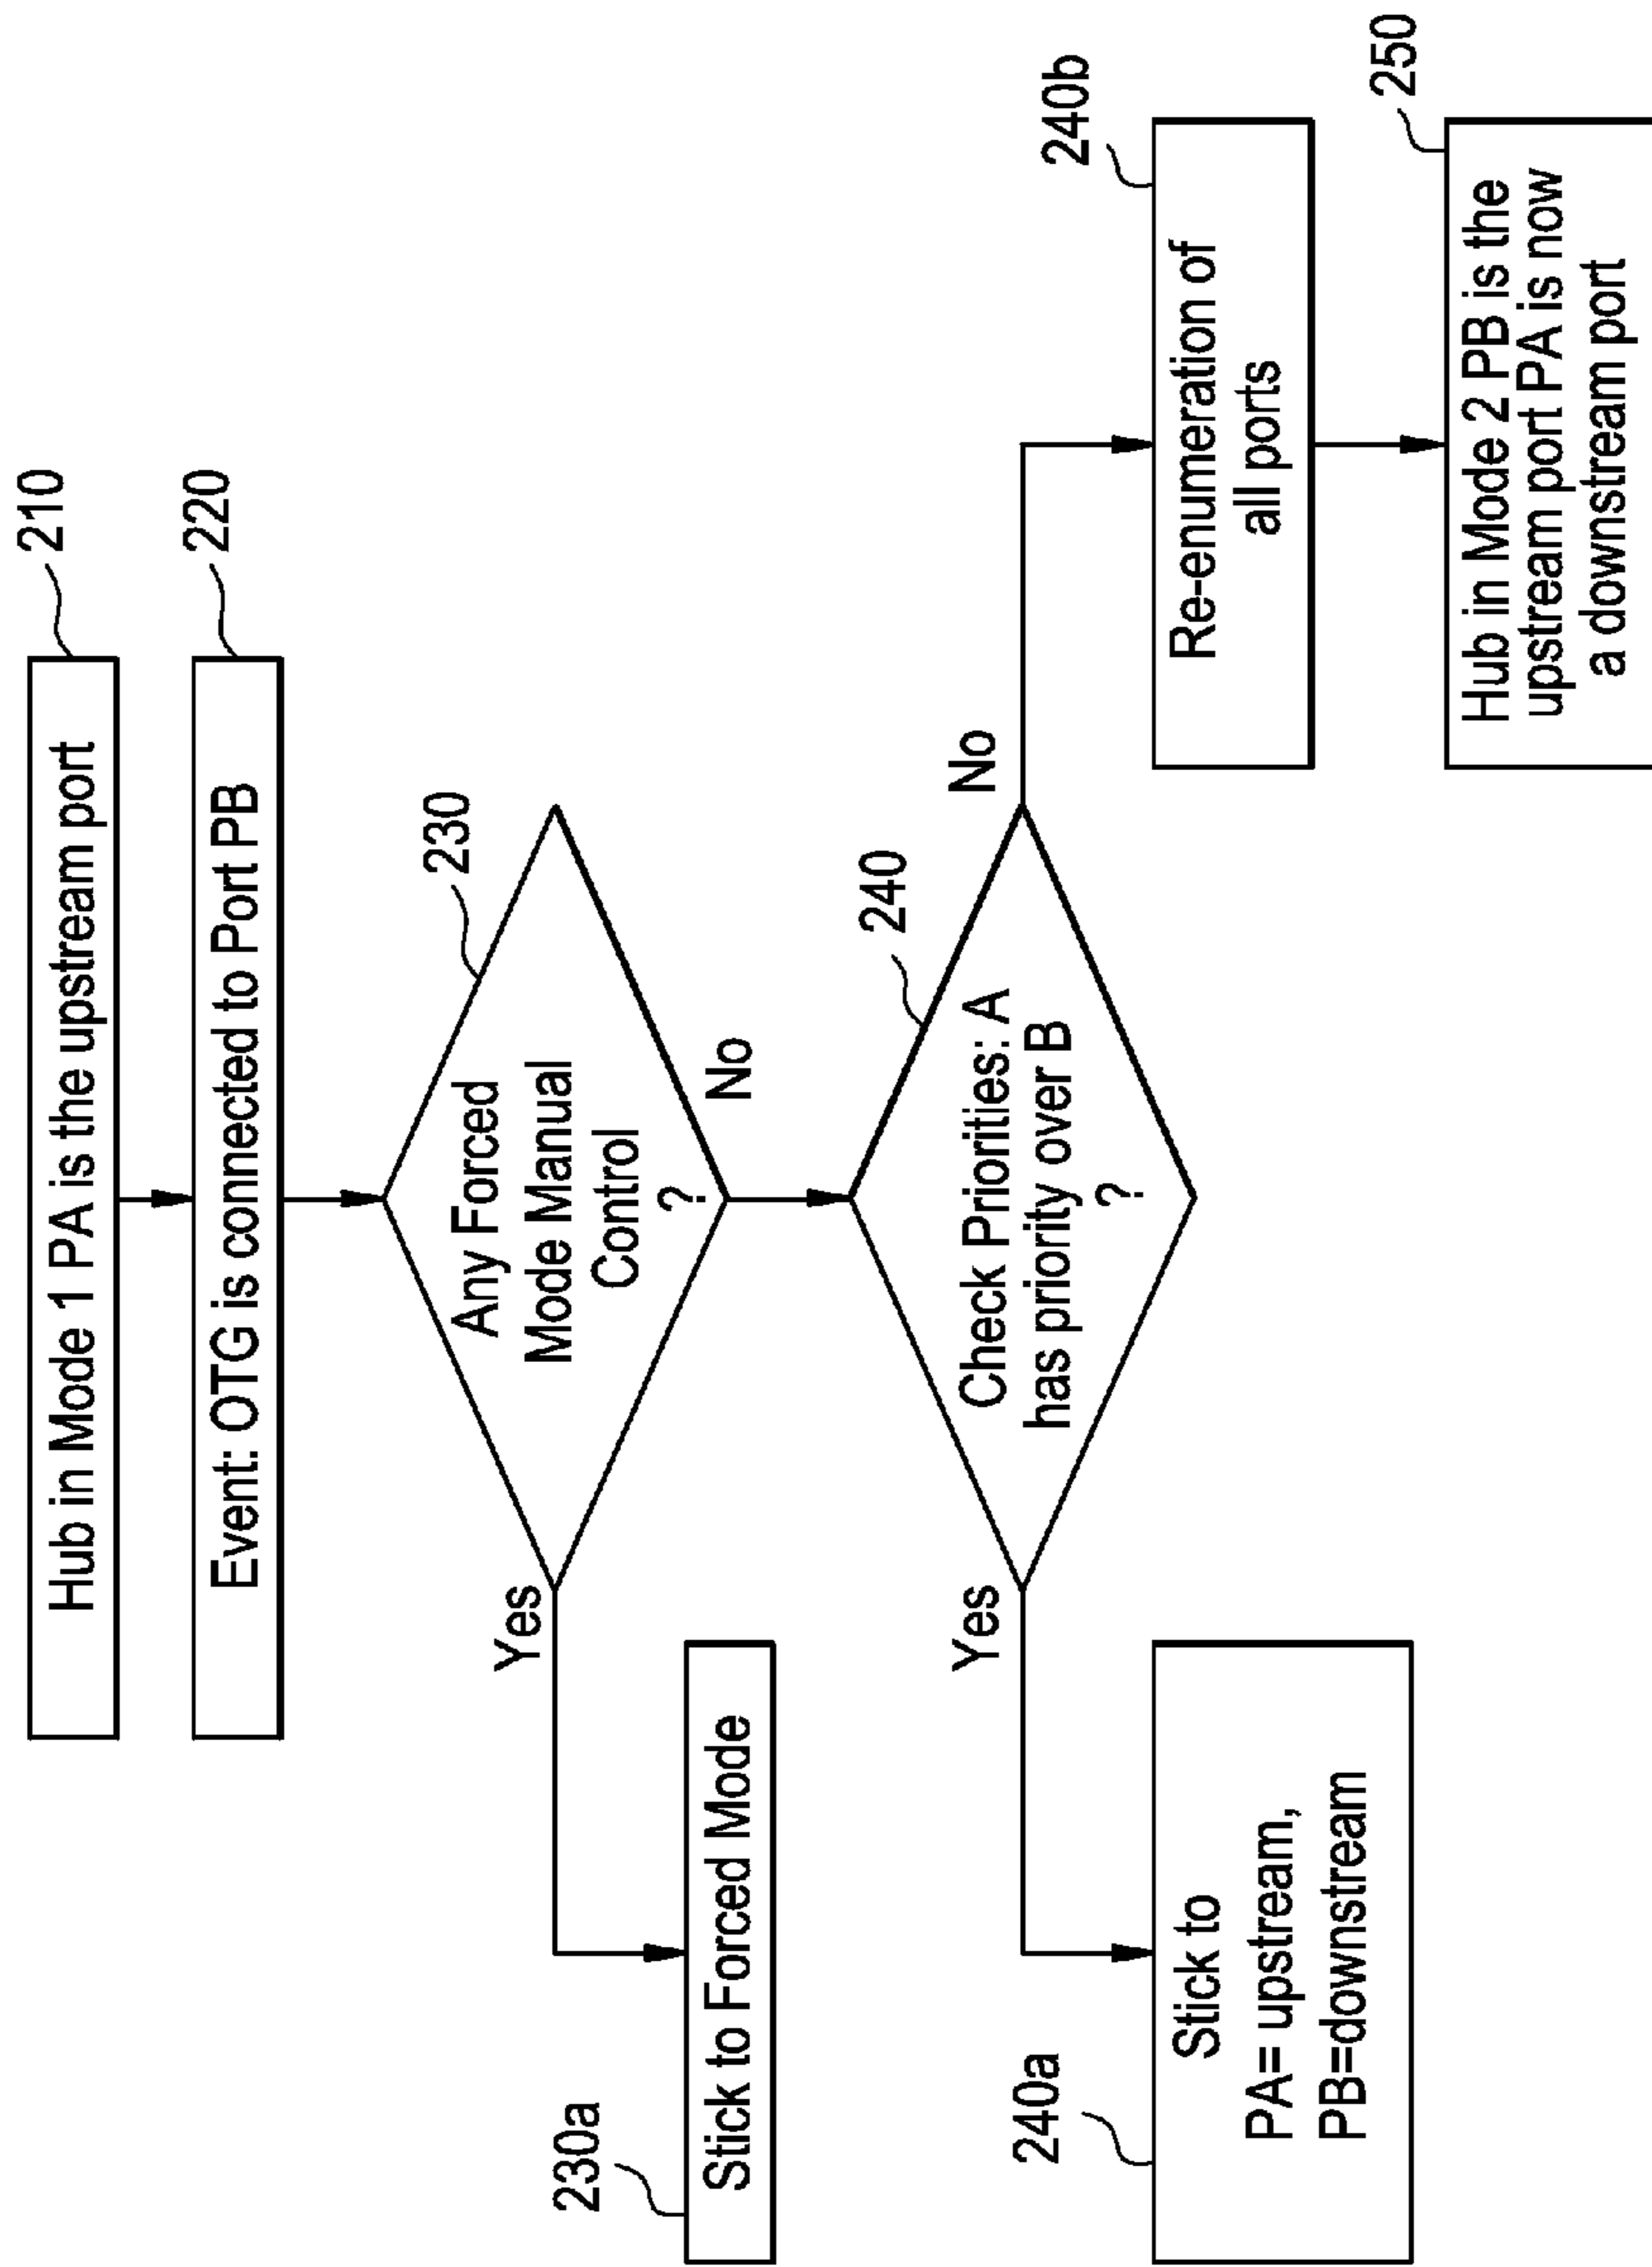 210
Hub in Mode 1 PA is the upstream port
220
Event: OTG is connected to Port PB
230
Any Forced
Mode Manual
Control
?
Yes
No
230a
Stick to Forced Mode
240
Check Priorities: A
has priority over B
?
Yes
No
240a
Stick to
PA= upstream,
PB=downstream
240b
Re-enumeration of
all ports
250
Hub in Mode 2 PB is the
upstream port PA is now
a downstream port